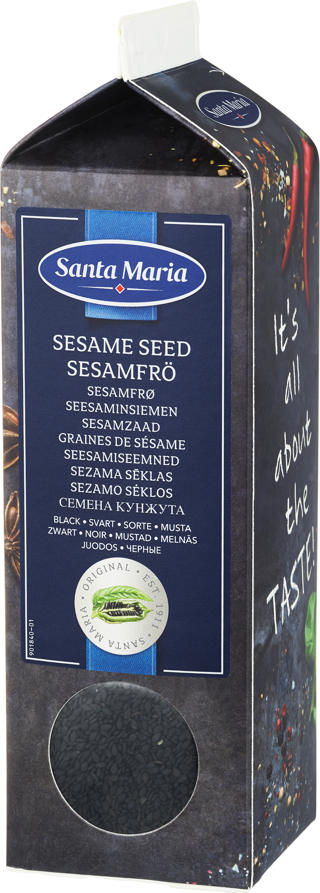 Santa Maria
Santa Maria
SESAME SEED
SESAMFRÖ
SESAMFRØ
SEESAMINSIEMEN
SESAMZAAD
GRAINES DE SÉSAME
SEESAMISEEMNED
SEZAMA SĒKLAS
SEZAMO SĖKLOS
СЕМЕНА КУНЖУТА
BLACK • SVART • SORTE • MUSTA
ZWART • NOIR • MUSTAD • MELNĀS
JUODOS • ЧЕРНЫЕ
ORIGINAL • EST. 1911 • SANTA MARIA •
901840-01
It's
all
about
the
TASTE!